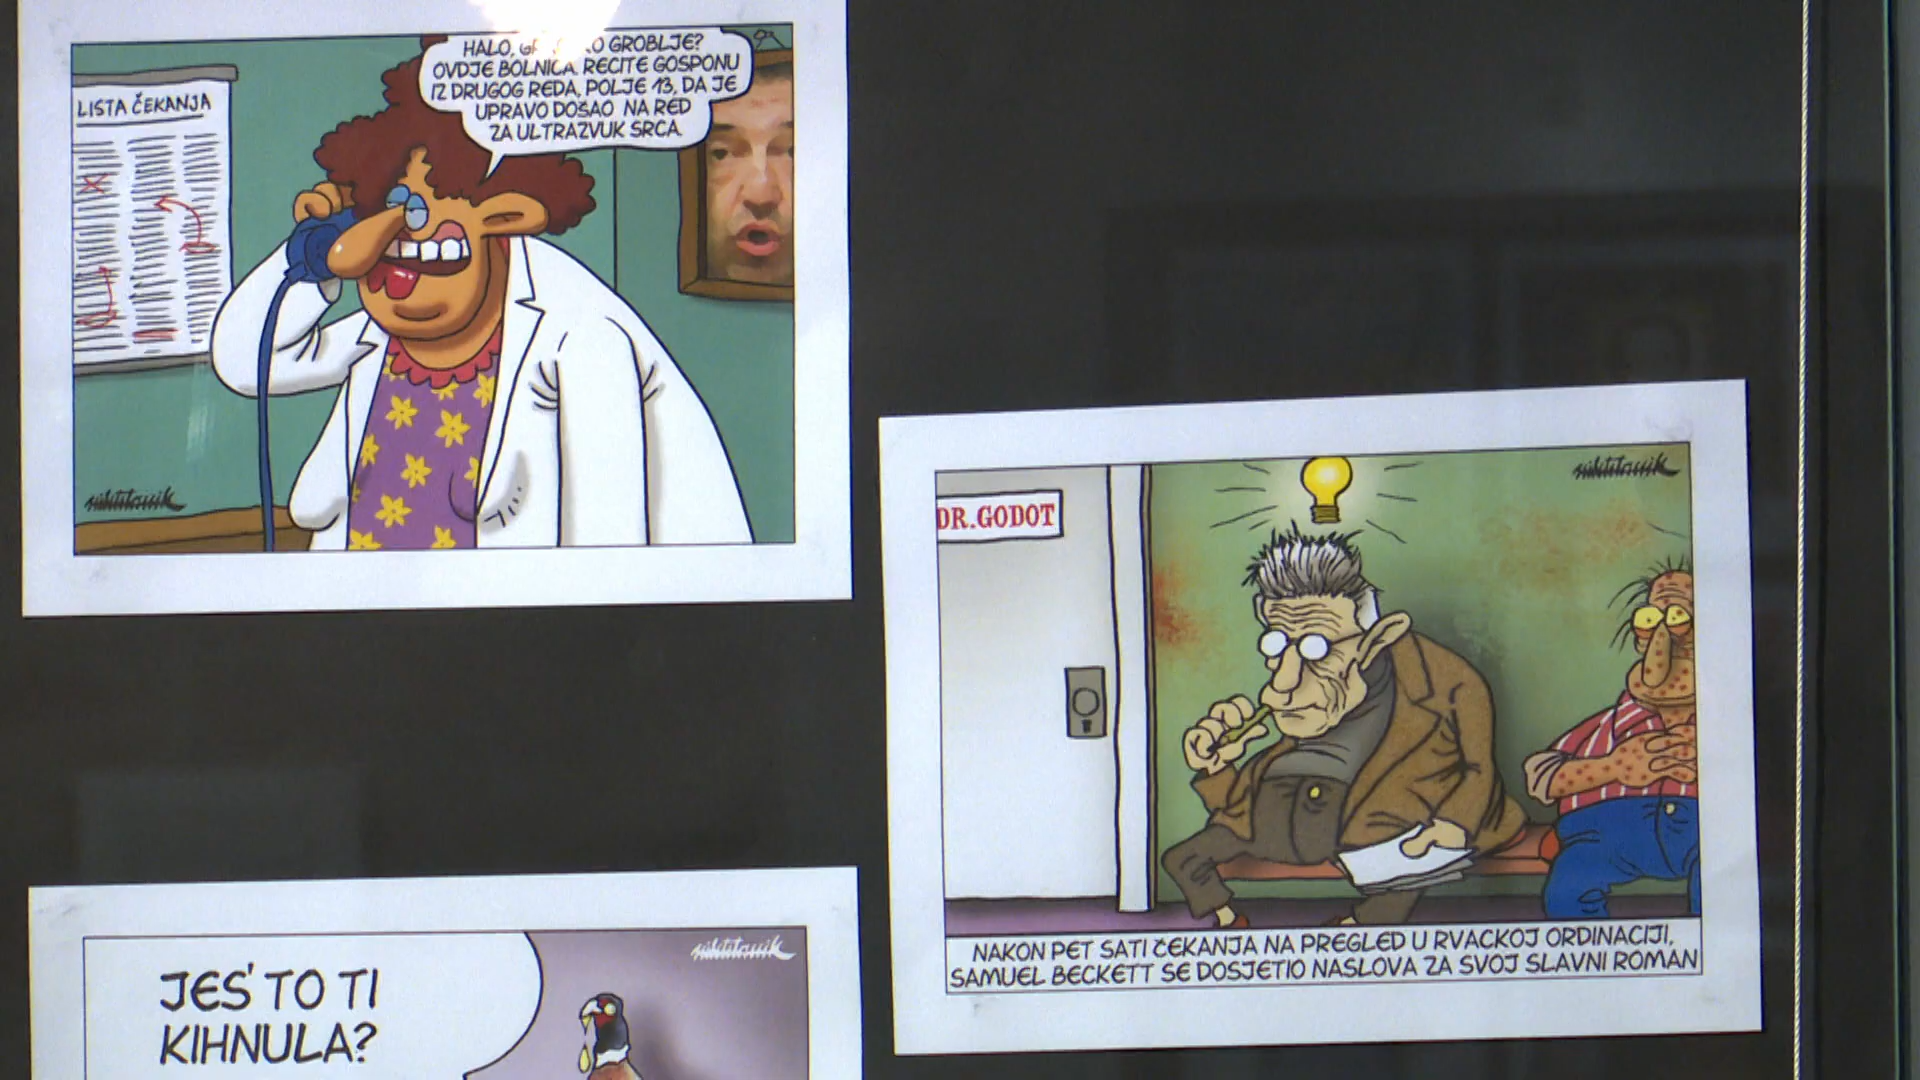 HALO, GROBLJE?
OVDJE BOLNICA. RECITE GOSPONU
IZ DRUGOG REDA, POLJE 13, DA JE
UPRAVO DOŠAO NA RED
ZA ULTRAZVUK SRCA.
LISTA ČEKANJA
DR. GODOT
NAKON PET SATI ČEKANJA NA PREGLED U RVACKOJ ORDINACIJI,
SAMUEL BECKETT SE DOSJETIO NASLOVA ZA SVOJ SLAVNI ROMAN
JEŚ TO TI
KIHNULA?